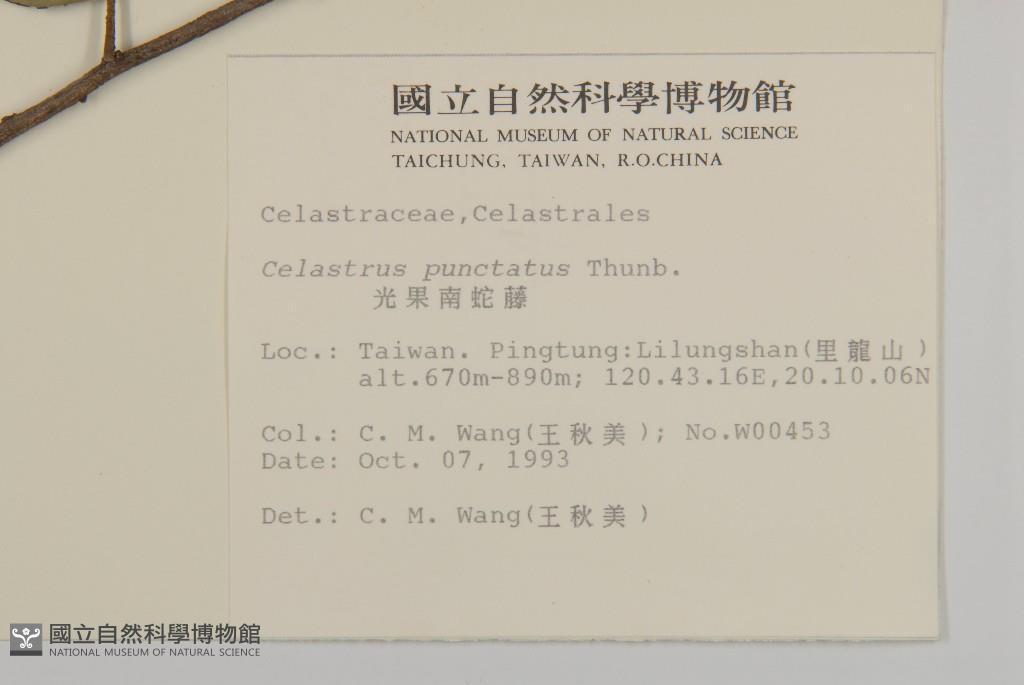 國立自然科學博物館
NATIONAL MUSEUM OF NATURAL SCIENCE
TAICHUNG, TAIWAN, R.O.CHINA
Celastraceae,Celastrales
Celastrus punctatus Thunb.
光果南蛇藤
Loc.: Taiwan. Pingtung:Lilungshan(里龍山)
alt.670m-890m; 120.43.16E,20.10.06N
Col.: C. M. Wang(王秋美); No.W00453
Date: Oct. 07, 1993
Det.: C. M. Wang(王秋美)
國立自然科學博物館
NATIONAL MUSEUM OF NATURAL SCIENCE